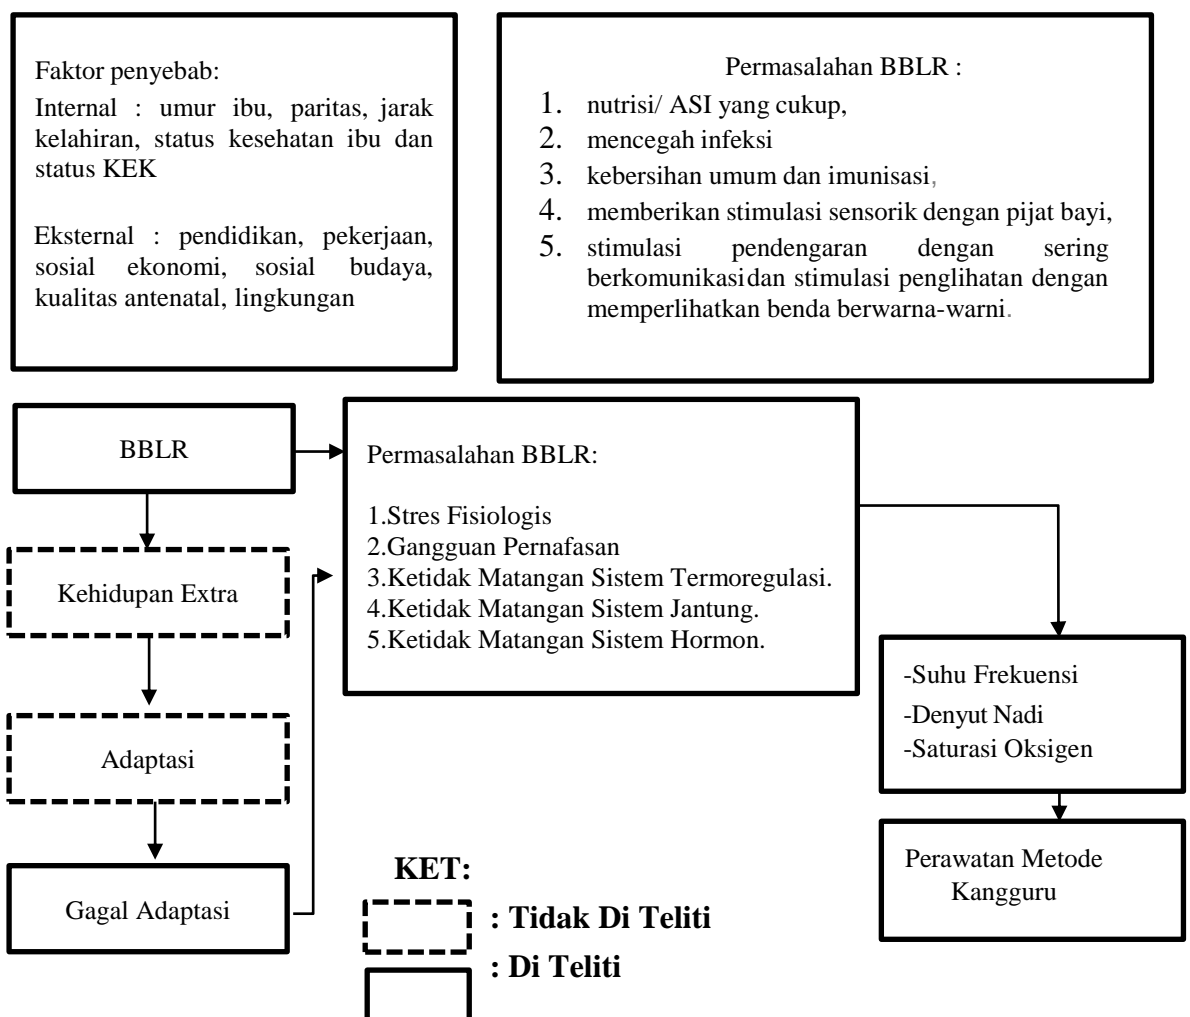 Faktor penyebab:
Internal : umur ibu, paritas, jarak
kelahiran, status kesehatan ibu dan
status KEK
Eksternal : pendidikan, pekerjaan,
sosial ekonomi, sosial budaya,
kualitas antenatal, lingkungan
Permasalahan BBLR :
1. nutrisi/ ASI yang cukup,
2. mencegah infeksi
3. kebersihan umum dan imunisasi,
4. memberikan stimulasi sensorik dengan pijat bayi,
5. stimulasi pendengaran dengan sering
berkomunikasidan stimulasi penglihatan dengan
memperlihatkan benda berwarna-warni.
BBLR
Permasalahan BBLR:
1.Stres Fisiologis
2.Gangguan Pernafasan
3.Ketidak Matangan Sistem Termoregulasi.
4.Ketidak Matangan Sistem Jantung.
5.Ketidak Matangan Sistem Hormon.
Kehidupan Extra
Adaptasi
Gagal Adaptasi
-Suhu Frekuensi
-Denyut Nadi
-Saturasi Oksigen
Perawatan Metode
Kangguru
KET:
: Tidak Di Teliti
: Di Teliti